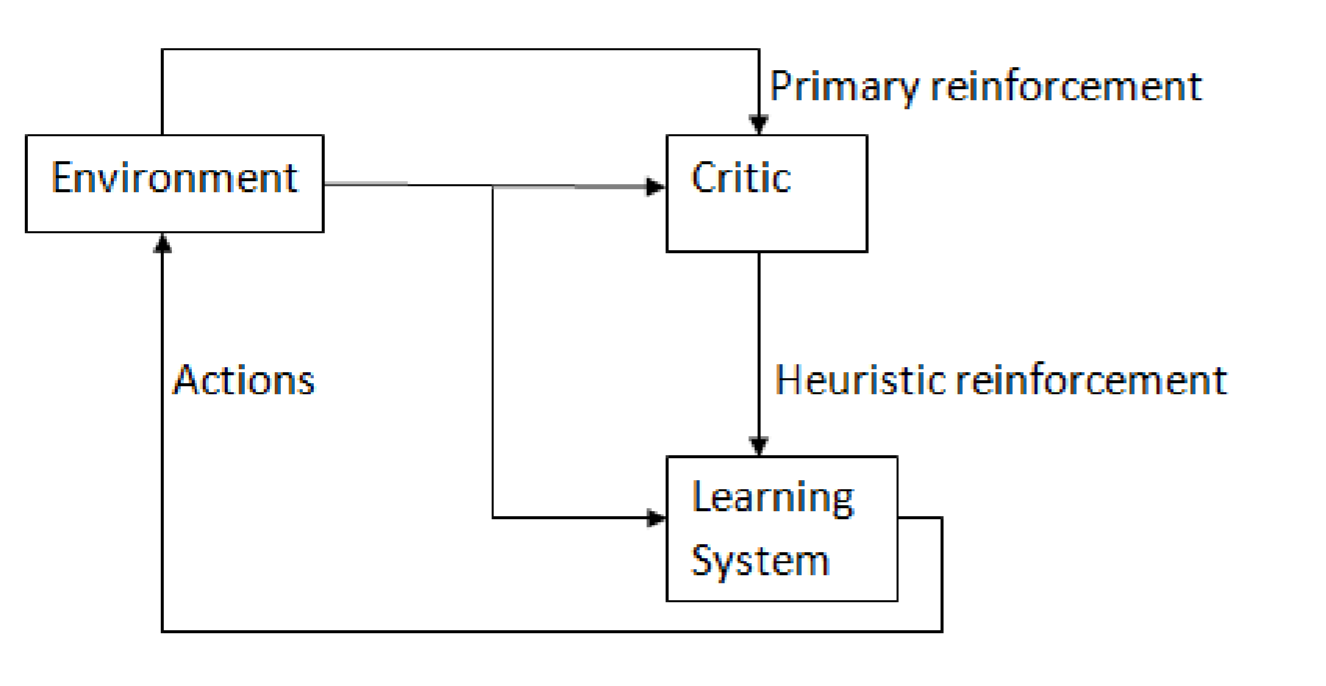 Primary reinforcement
Environment
Critic
Actions
Heuristic reinforcement
Learning
System